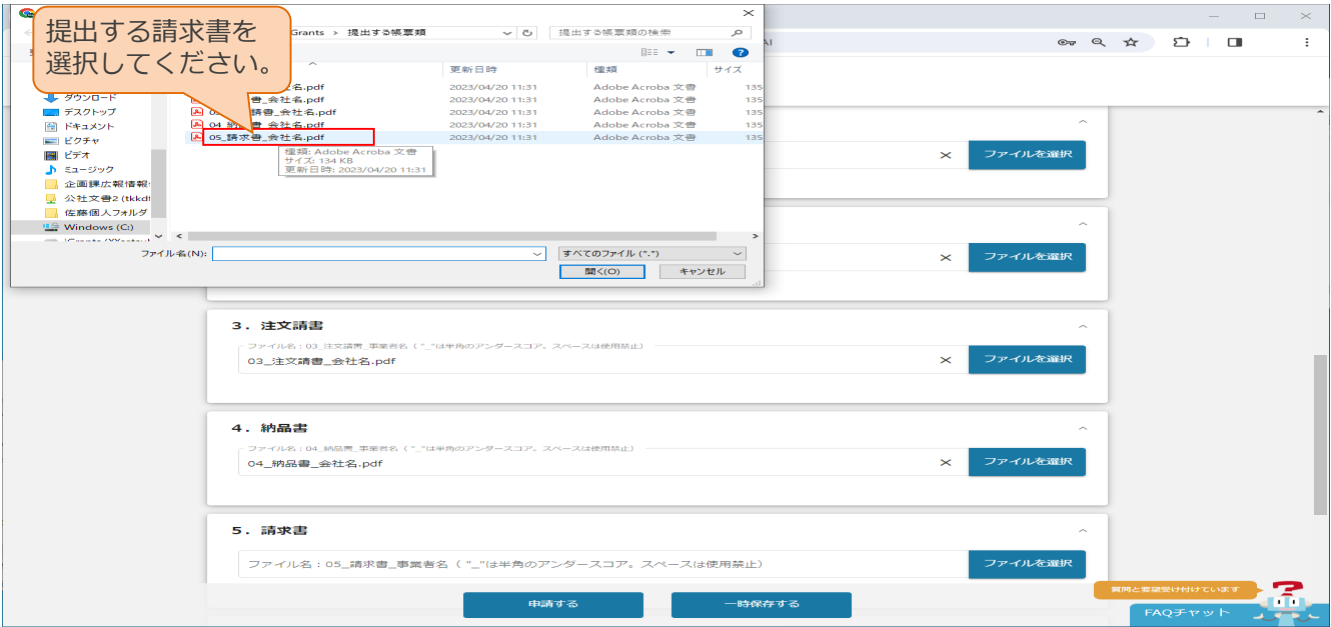 提出する請求書を
選択してください。
Grants > 提出する帳票類
提出する帳票類の検索
更新日時
種類
サイズ
名.pdf
2023/04/20 11:31
Adobe Acroba 文書
135
書_会社名.pdf
2023/04/20 11:31
Adobe Acroba 文書
135
請書_会社名.pdf
2023/04/20 11:31
Adobe Acroba 文書
135
04_納品書_会社名.pdf
2023/04/20 11:31
Adobe Acroba 文書
135
05_請求書_会社名.pdf
2023/04/20 11:31
Adobe Acroba 文書
135
種類: Adobe Acroba 文書
サイズ: 134 KB
更新日時: 2023/04/20 11:31
ダウンロード
デスクトップ
ドキュメント
ピクチャ
ビデオ
ミュージック
企画課広報情報
公社文書2 (tkkd
佐藤個人フォルダ
Windows (C:)
ファイル名(N):
すべてのファイル (*.*)
開く(O)
キャンセル
ファイルを選択
ファイルを選択
3. 注文請書
ファイル名:03_注文請書_事業者名("_"は半角のアンダースコア。スペースは使用禁止)
03_注文請書_会社名.pdf
ファイルを選択
4. 納品書
ファイル名:04_納品書_事業者名("_"は半角のアンダースコア。スペースは使用禁止)
04_納品書_会社名.pdf
ファイルを選択
5. 請求書
ファイル名:05_請求書_事業者名("_"は半角のアンダースコア。スペースは使用禁止)
ファイルを選択
申請する
一時保存する
質問と要望受け付けています
FAQチャット